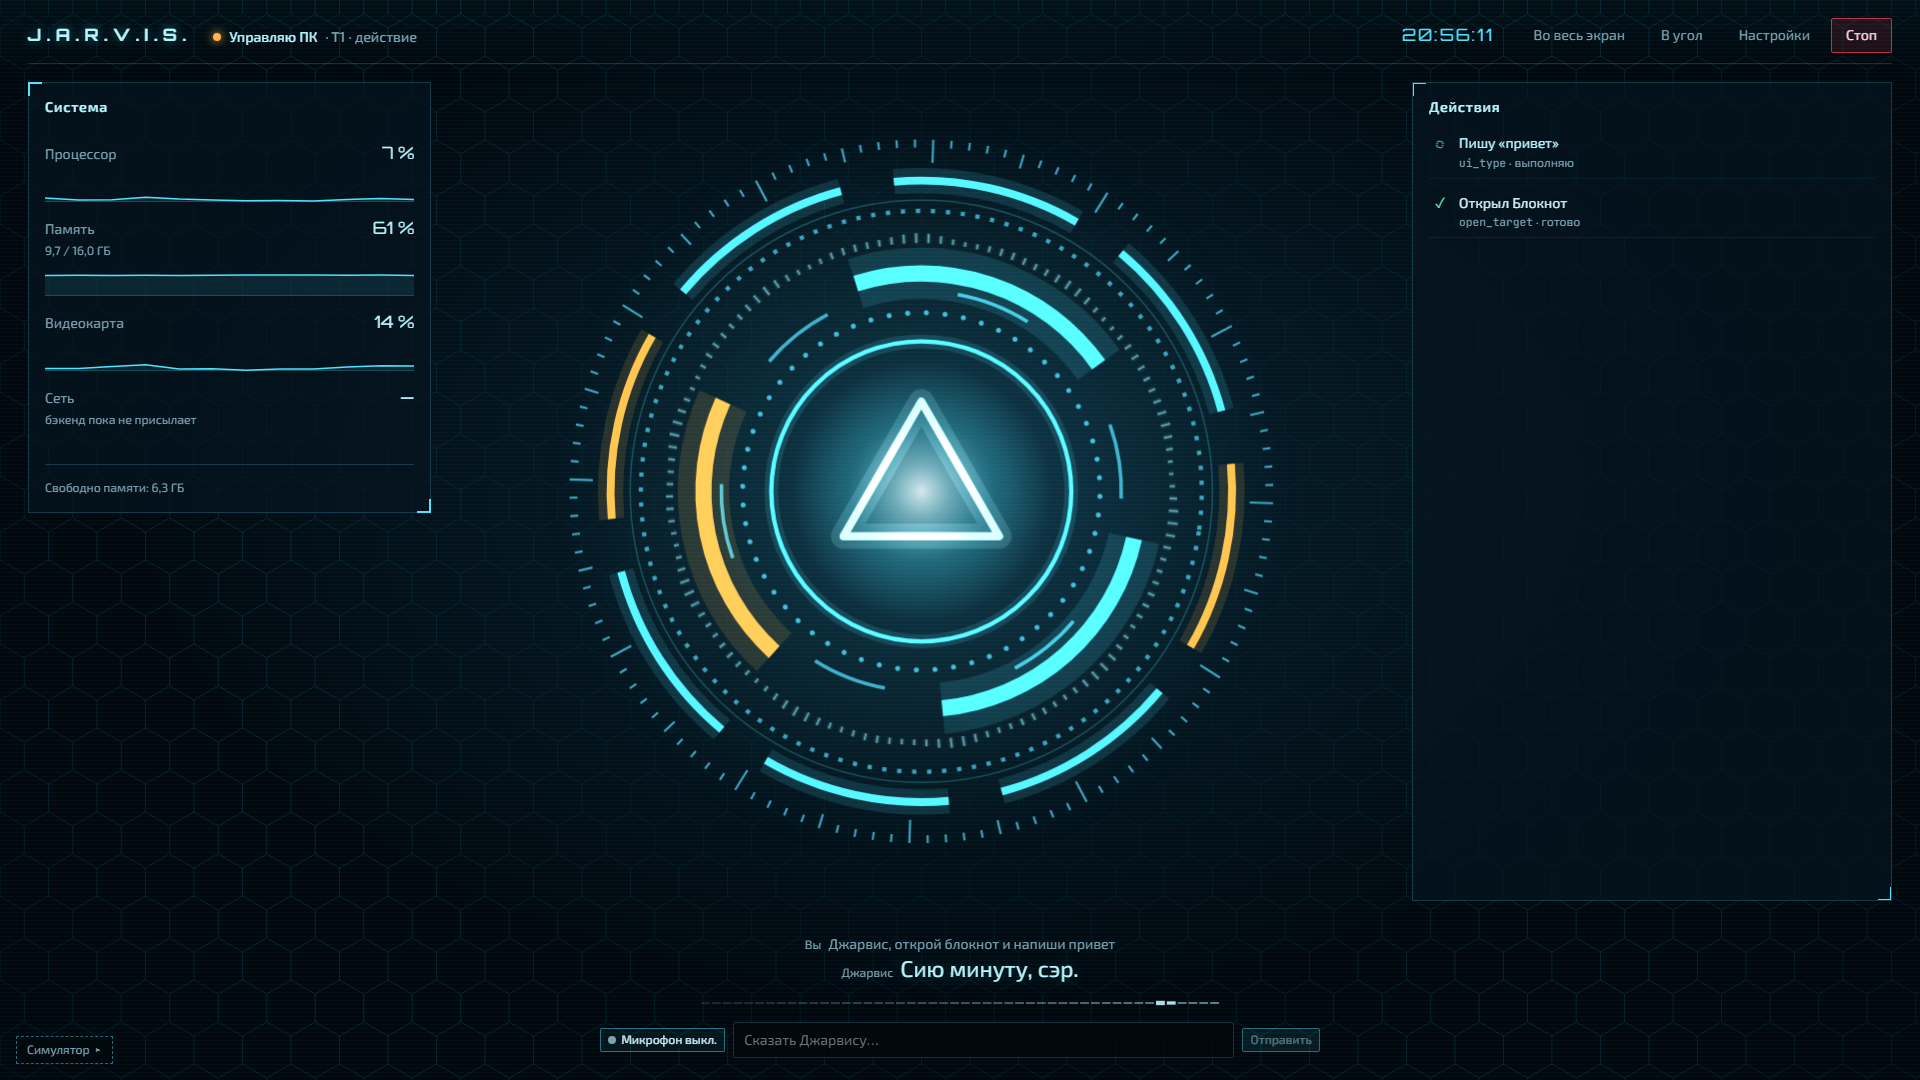 J.A.R.V.I.S. Управляю ПК · T1 · действие 20:56:11 Во весь экран В угол Настройки Стоп
Система
Процессор 7 %
Память 61 %
9,7 / 16,0 ГБ
Видеокарта 14 %
Сеть —
бэкенд пока не присылает
Свободно памяти: 6,3 ГБ
Действия
Пишу «привет»
ui_type · выполняю
✓ Открыл Блокнот
open_target · готово
Вы Джарвис, открой блокнот и напиши привет
Джарвис Сию минуту, сэр.
Микрофон выкл. Сказать Джарвису... Отправить
Симулятор ▸